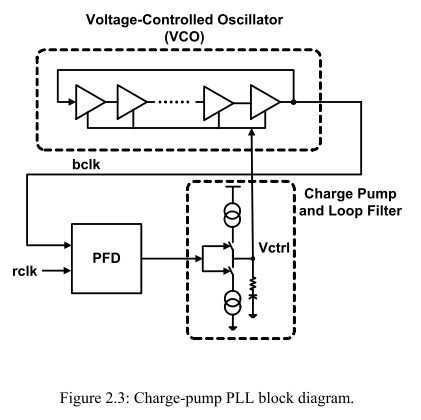 Voltage-Controlled Oscillator
(VCO)
bclk
Charge Pump
and Loop Filter
Vctrl
PFD
rclk
Figure 2.3: Charge-pump PLL block diagram.